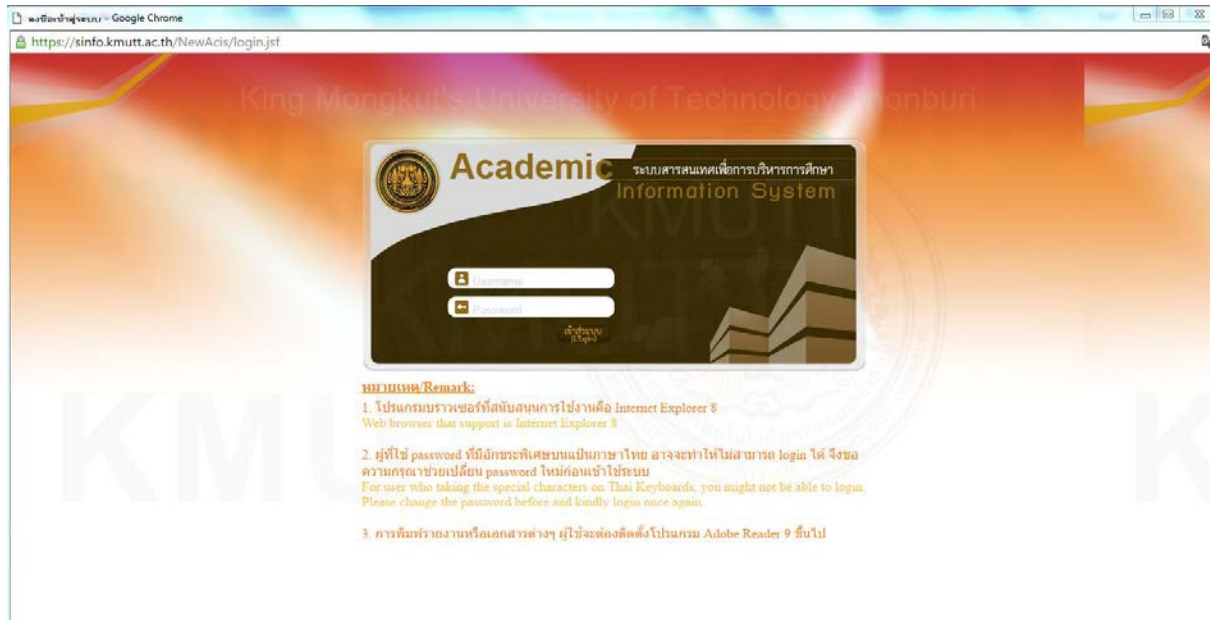 ลงชื่อเข้าสู่ระบบ - Google Chrome
https://sinfo.kmutt.ac.th/NewAcis/login.jsf
King Mongkut's University of Technology Thonburi
Academic
ระบบสารสนเทศเพื่อการบริหารการศึกษา
Information System
KMUTT
Username
Password
เข้าสู่ระบบ
(Login)
หมายเหตุ/Remark:
1. โปรแกรมบราวเซอร์ที่สนับสนุนการใช้งานคือ Internet Explorer 8
Web browser that support is Internet Explorer 8
2. ผู้ที่ใช้ password ที่มีอักขระพิเศษบนแป้นภาษาไทย อาจจะทำให้ไม่สามารถ login ได้ จึงขอ
ความกรุณาช่วยเปลี่ยน password ใหม่ก่อนเข้าใช้ระบบ
For user who taking the special characters on Thai Keyboards, you might not be able to login.
Please change the password before and kindly login once again.
3. การพิมพ์รายงานหรือเอกสารต่างๆ ผู้ใช้จะต้องติดตั้งโปรแกรม Adobe Reader 9 ขึ้นไป